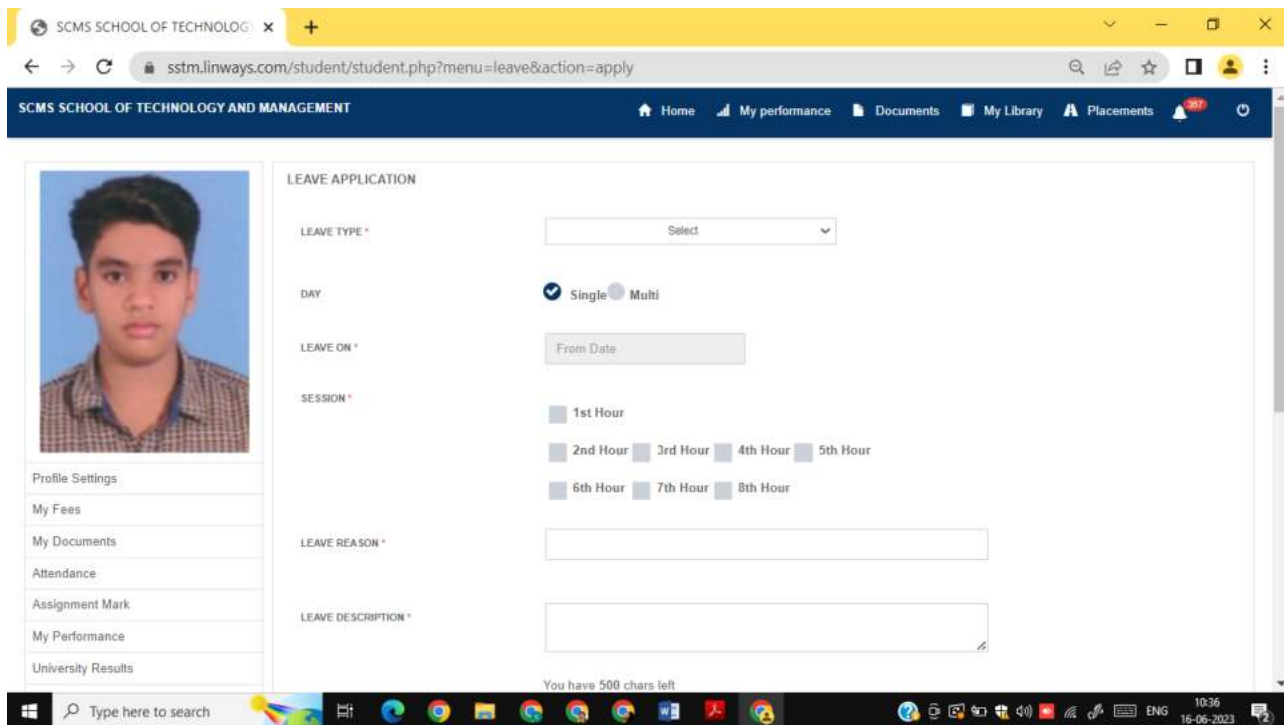 SCMS SCHOOL OF TECHNOLOG
sstm.linways.com/student/student.php?menu=leave&action=apply
SCMS SCHOOL OF TECHNOLOGY AND MANAGEMENT Home My performance Documents My Library Placements 357
LEAVE APPLICATION
LEAVE TYPE * Select
DAY Single Multi
LEAVE ON * From Date
SESSION * 1st Hour
2nd Hour 3rd Hour 4th Hour 5th Hour
6th Hour 7th Hour 8th Hour
LEAVE REASON *
LEAVE DESCRIPTION *
You have 500 chars left
Profile Settings
My Fees
My Documents
Attendance
Assignment Mark
My Performance
University Results
Type here to search
ENG
10:36
16-06-2023